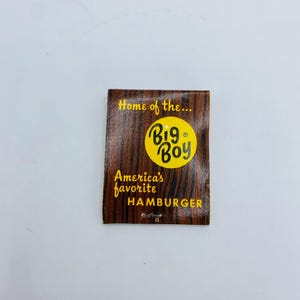 Home of the...
Big ®
Boy
America's
favorite
HAMBURGER